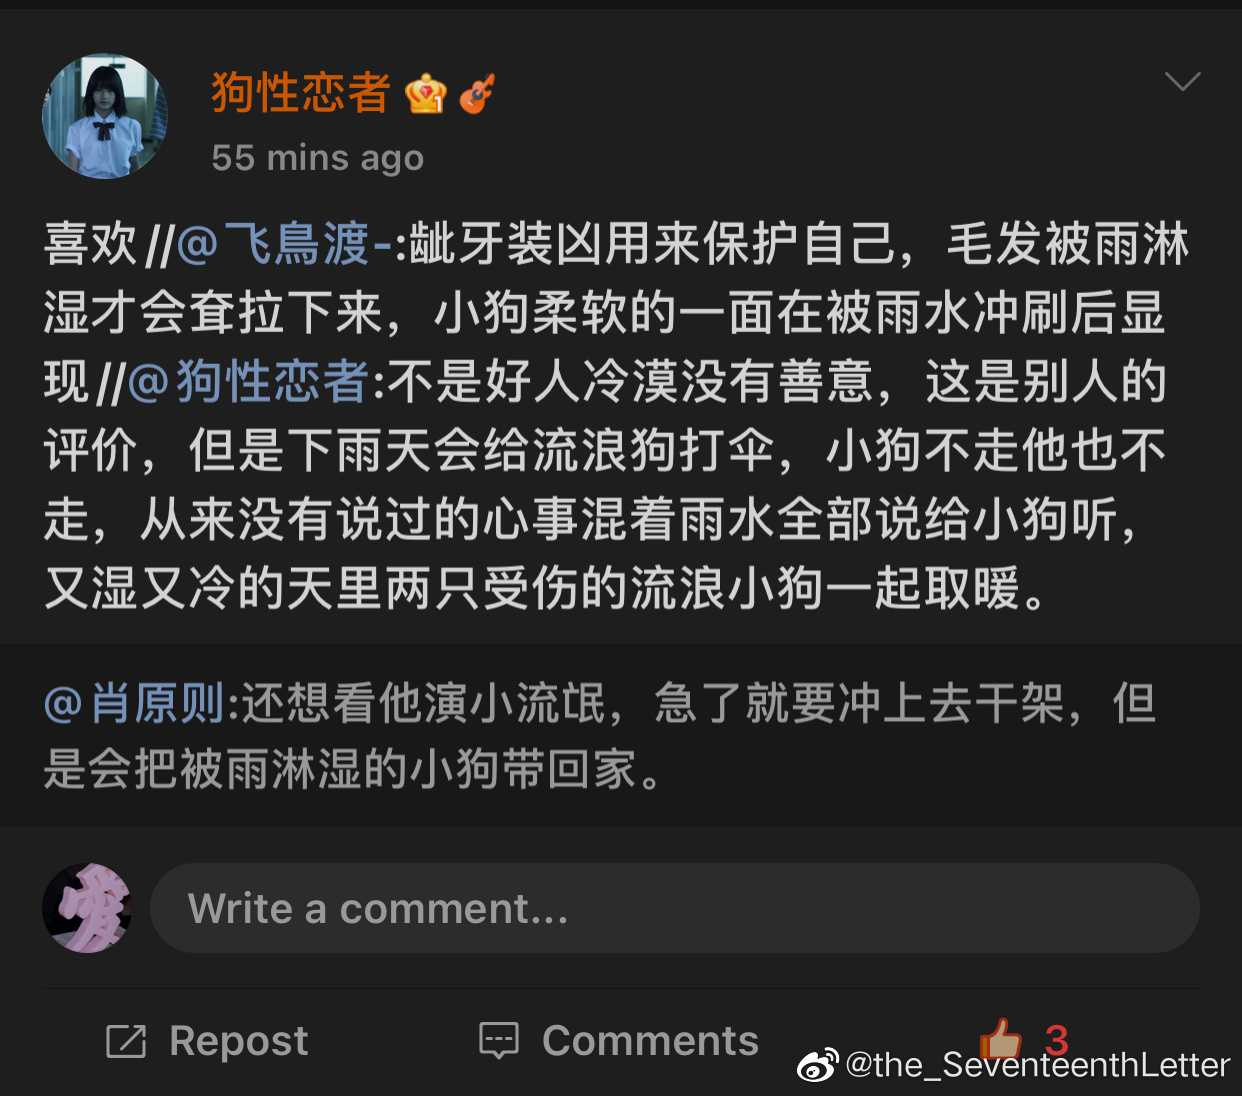 狗性恋者
55 mins ago
喜欢//@飞鳥渡-:龇牙装凶用来保护自己，毛发被雨淋
湿才会耷拉下来，小狗柔软的一面在被雨水冲刷后显
现//@狗性恋者:不是好人冷漠没有善意，这是别人的
评价，但是下雨天会给流浪狗打伞，小狗不走他也不
走，从来没有说过的心事混着雨水全部说给小狗听，
又湿又冷的天里两只受伤的流浪小狗一起取暖。
@肖原则:还想看他演小流氓，急了就要冲上去干架，但
是会把被雨淋湿的小狗带回家。
Write a comment...
Repost
Comments
3
@the_SeventeenthLetter